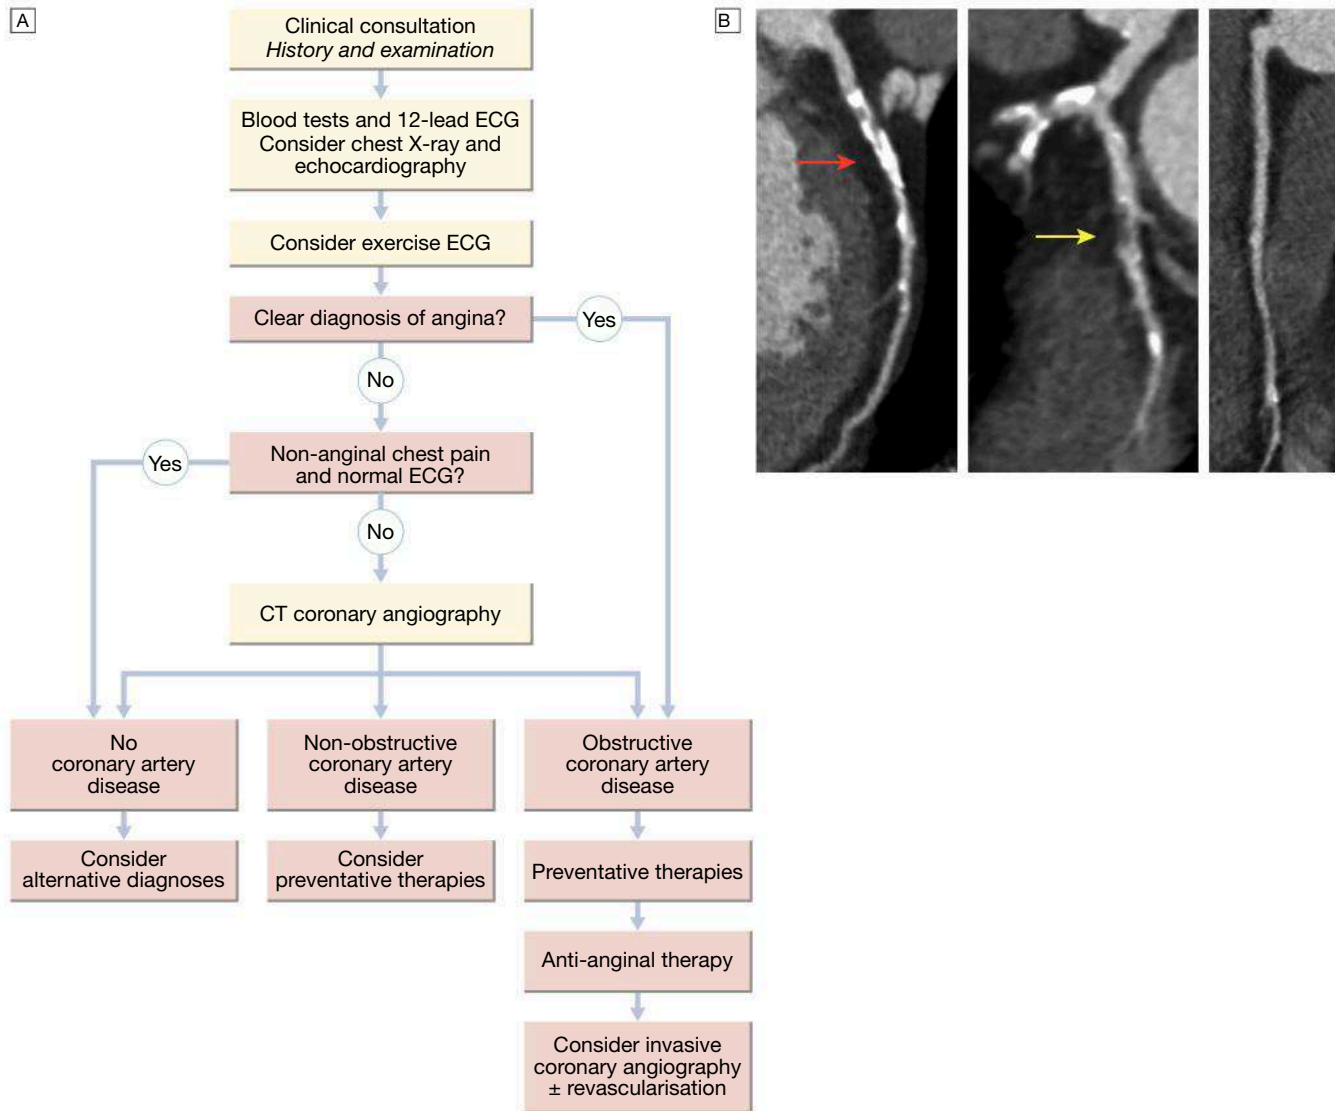 A
Clinical consultation
History and examination
Blood tests and 12-lead ECG
Consider chest X-ray and
echocardiography
Consider exercise ECG
Clear diagnosis of angina?
Yes
No
Non-anginal chest pain
and normal ECG?
Yes
No
CT coronary angiography
No
coronary artery
disease
Non-obstructive
coronary artery
disease
Obstructive
coronary artery
disease
Consider
alternative diagnoses
Consider
preventative therapies
Preventative therapies
Anti-anginal therapy
Consider invasive
coronary angiography
± revascularisation
B